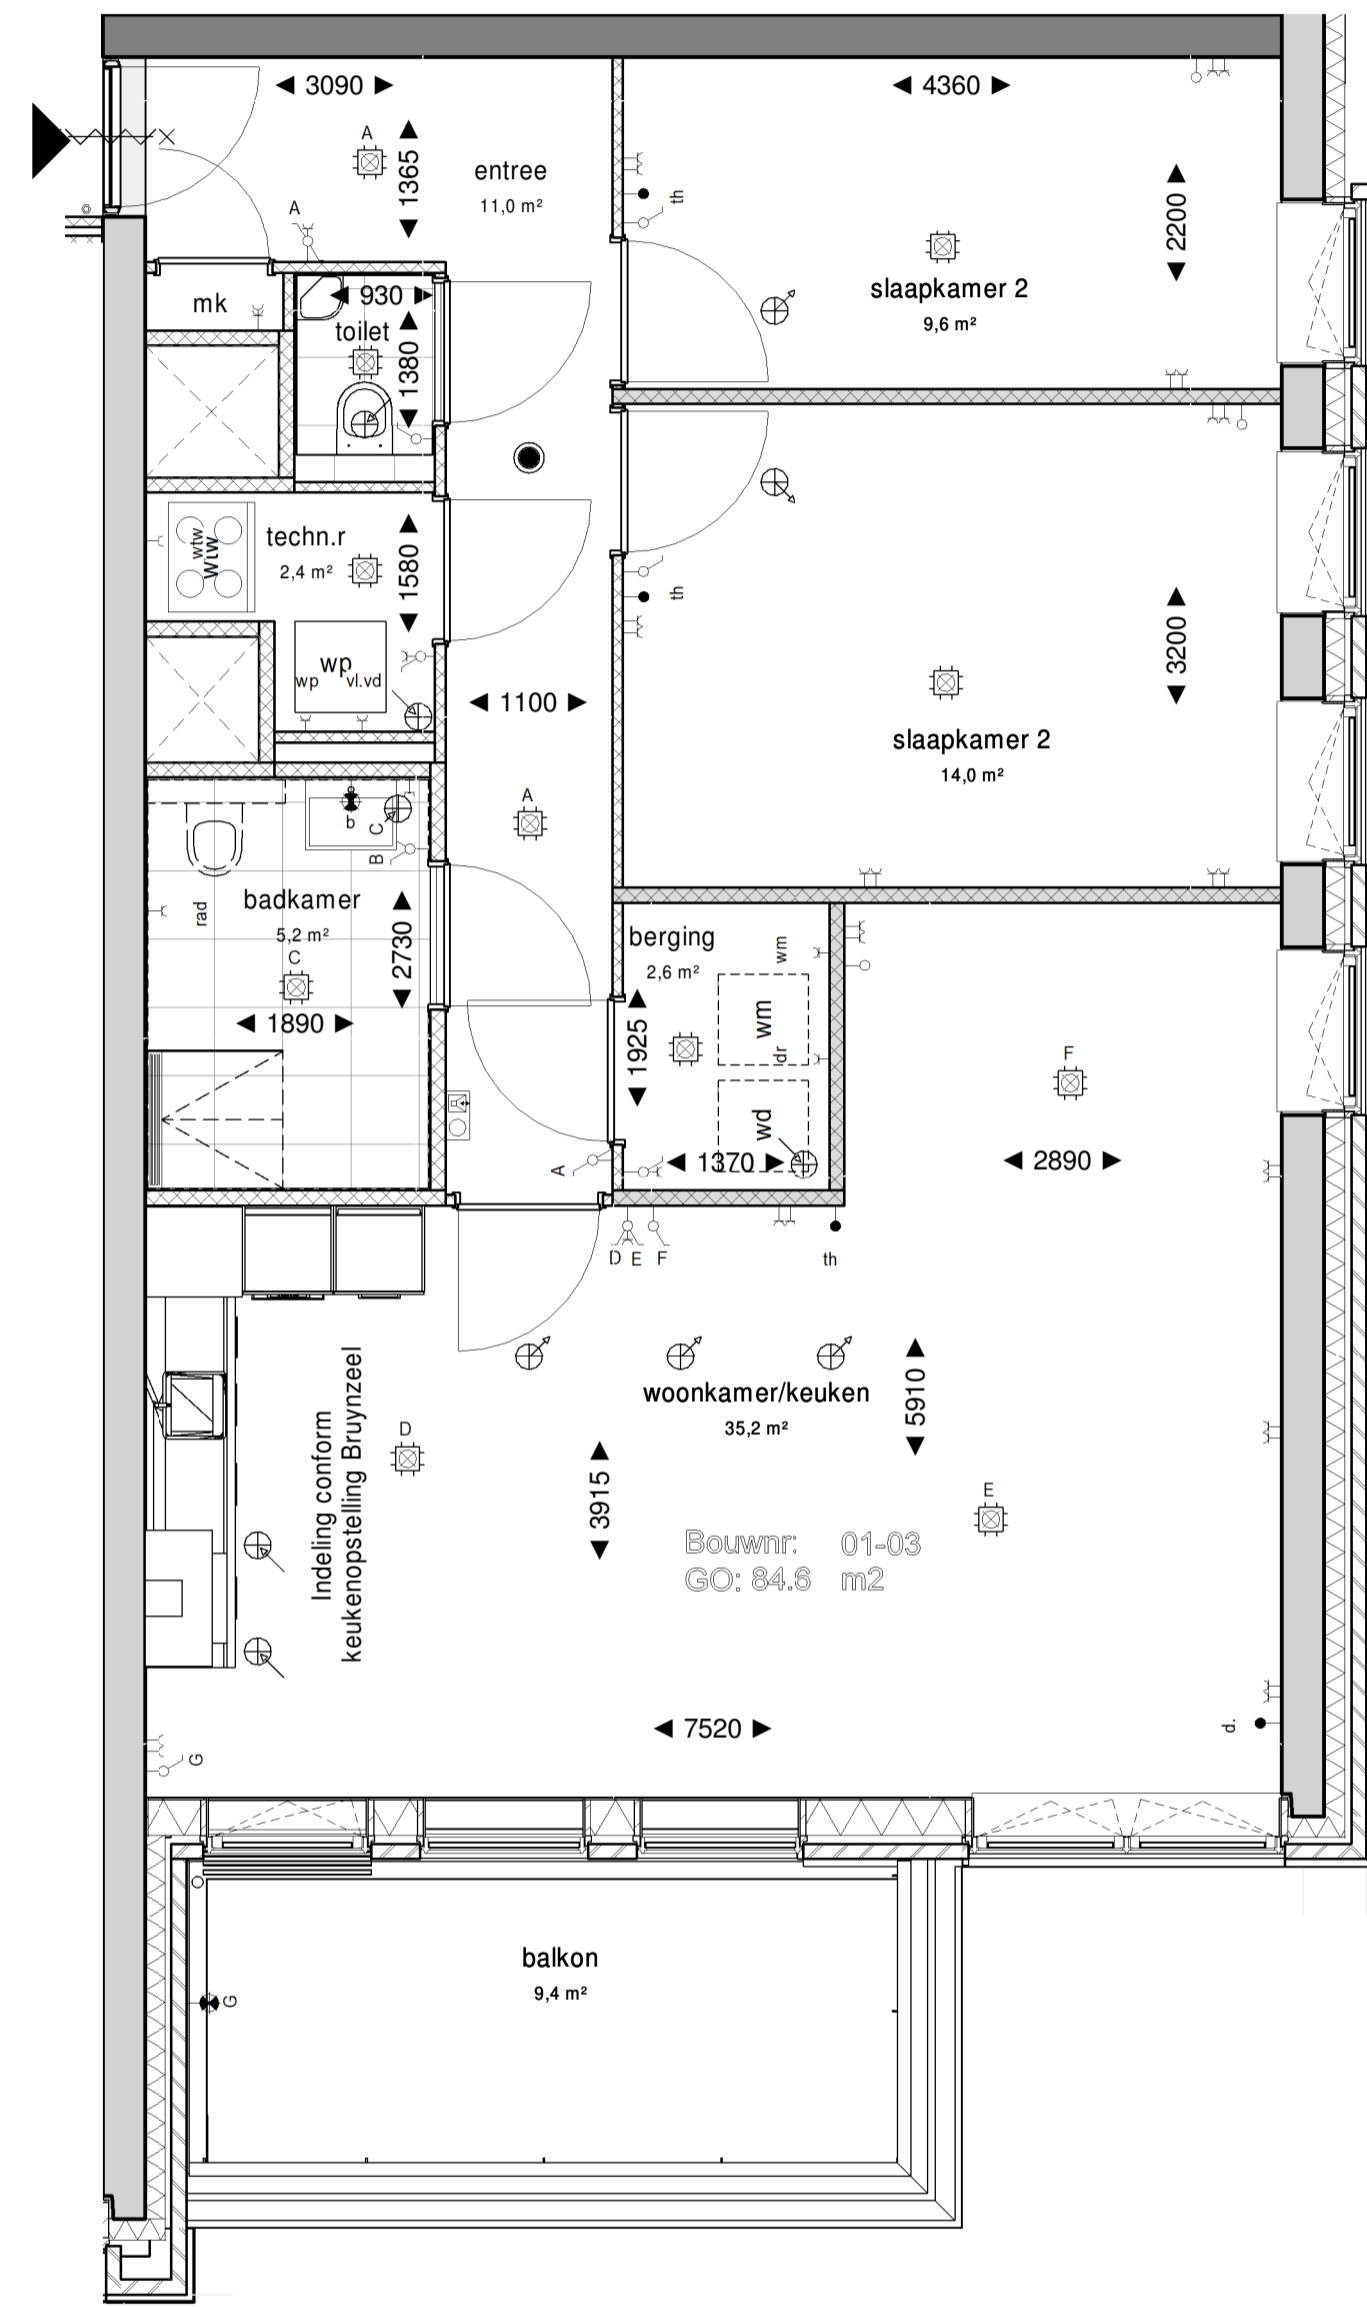 3090
4360
A
1365
entree
11,0 m²
th
2200
A
slaapkamer 2
9,6 m²
mk
930
toilet
1380
techn.r
2,4 m²
wtw
wtw
1580
th
3200
wp
wp
vl.vd
1100
slaapkamer 2
14,0 m²
A
b
C
B
badkamer
5,2 m²
rad
C
2730
1890
berging
2,6 m²
wm
wm
dr
1925
wd
1370
A
F
2890
D
E
F
th
woonkamer/keuken
35,2 m²
5910
Indeling conform
keukenopstelling Bruynzeel
D
3915
E
Bouwnr: 01-03
GO: 84.6 m2
7520
d.
G
balkon
9,4 m²
G